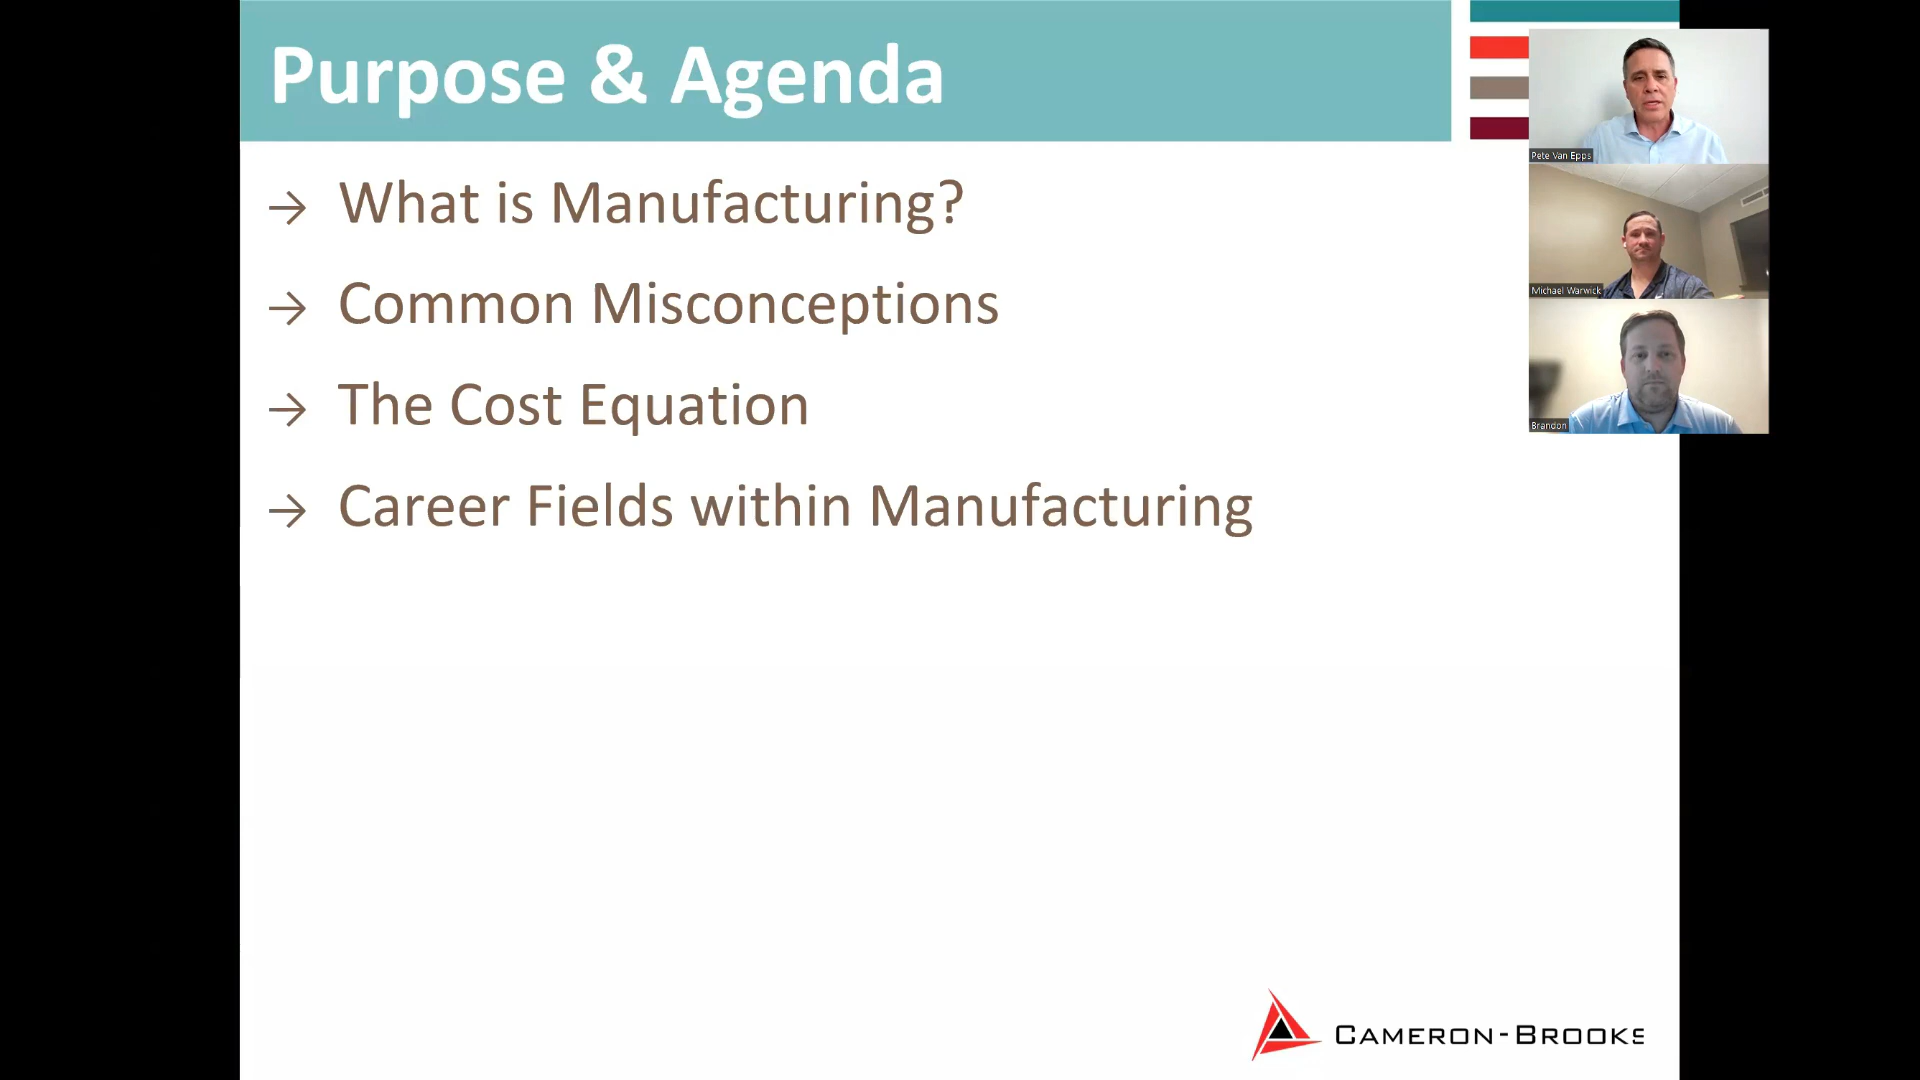 Purpose & Agenda
→ What is Manufacturing?
→ Common Misconceptions
→ The Cost Equation
→ Career Fields within Manufacturing
Pete Van Epps
Michael Warwick
Brandon
CAMERON-BROOKS